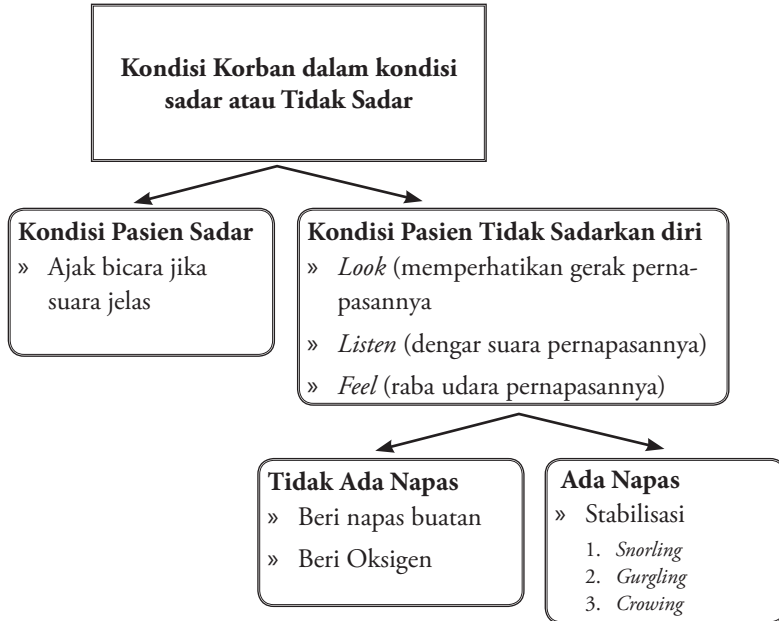 Kondisi Korban dalam kondisi
sadar atau Tidak Sadar
Kondisi Pasien Sadar
» Ajak bicara jika
suara jelas
Kondisi Pasien Tidak Sadarkan diri
» Look (memperhatikan gerak perna-
pasannya
» Listen (dengar suara pernapasannya)
» Feel (raba udara pernapasannya)
Tidak Ada Napas
» Beri napas buatan
» Beri Oksigen
Ada Napas
» Stabilisasi
1. Snorling
2. Gurgling
3. Crowing